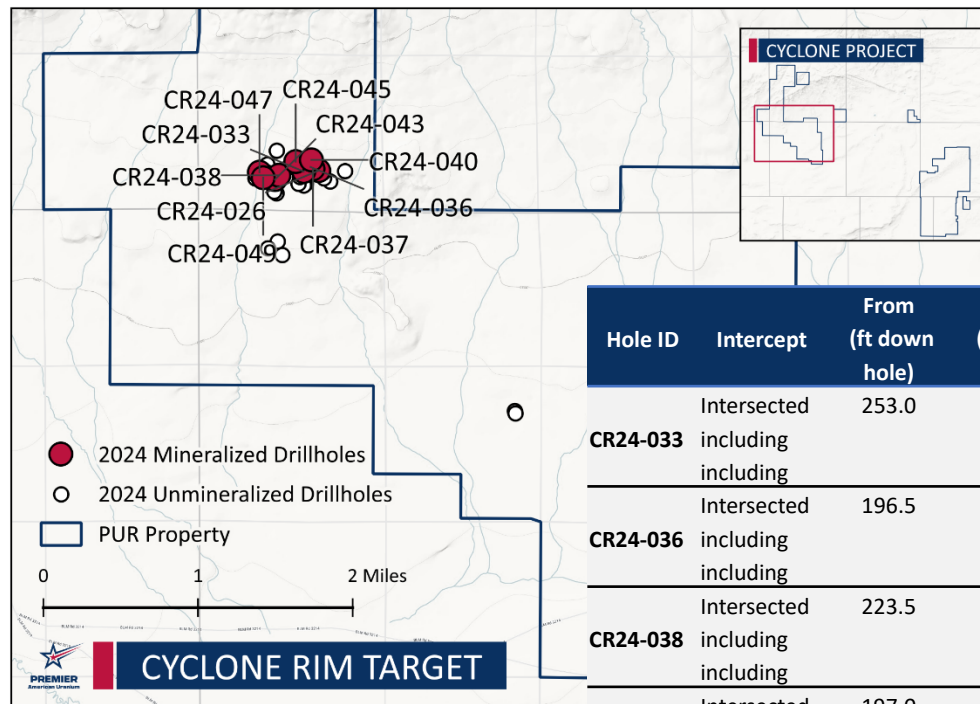 CYCLONE PROJECT
CR24-047
CR24-045
CR24-033
CR24-043
CR24-038
CR24-040
CR24-026
CR24-036
CR24-049
CR24-037
2024 Mineralized Drillholes
2024 Unmineralized Drillholes
PUR Property
0 1 2 Miles
PREMIER
American Uranium
CYCLONE RIM TARGET
Hole ID Intercept From (
(ft down
hole)
CR24-033 Intersected 253.0
including
including
CR24-036 Intersected 196.5
including
including
CR24-038 Intersected 223.5
including
including